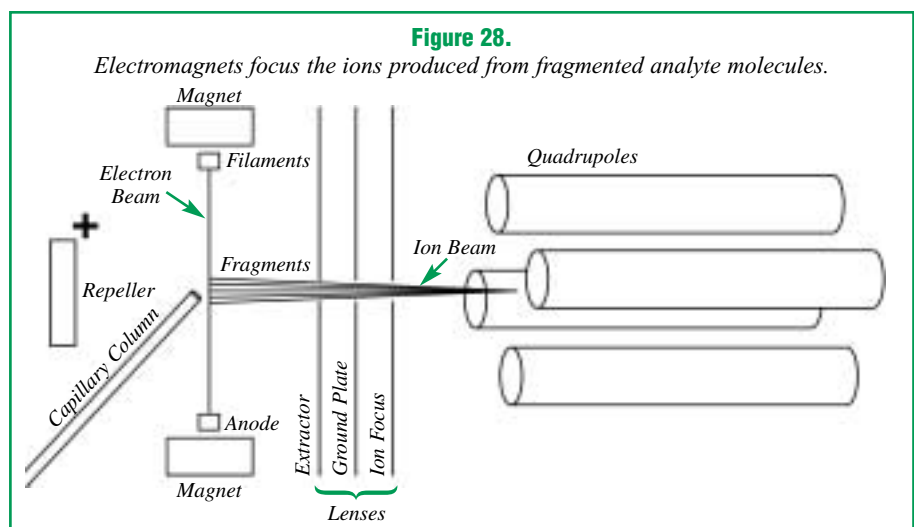 Figure 28.
Electromagnets focus the ions produced from fragmented analyte molecules.
Magnet
Filaments
Electron
Beam
Quadrupoles
+
Ion Beam
Fragments
Repeller
Capillary Column
Anode
Extractor
Ground Plate
Ion Focus
Magnet
Lenses